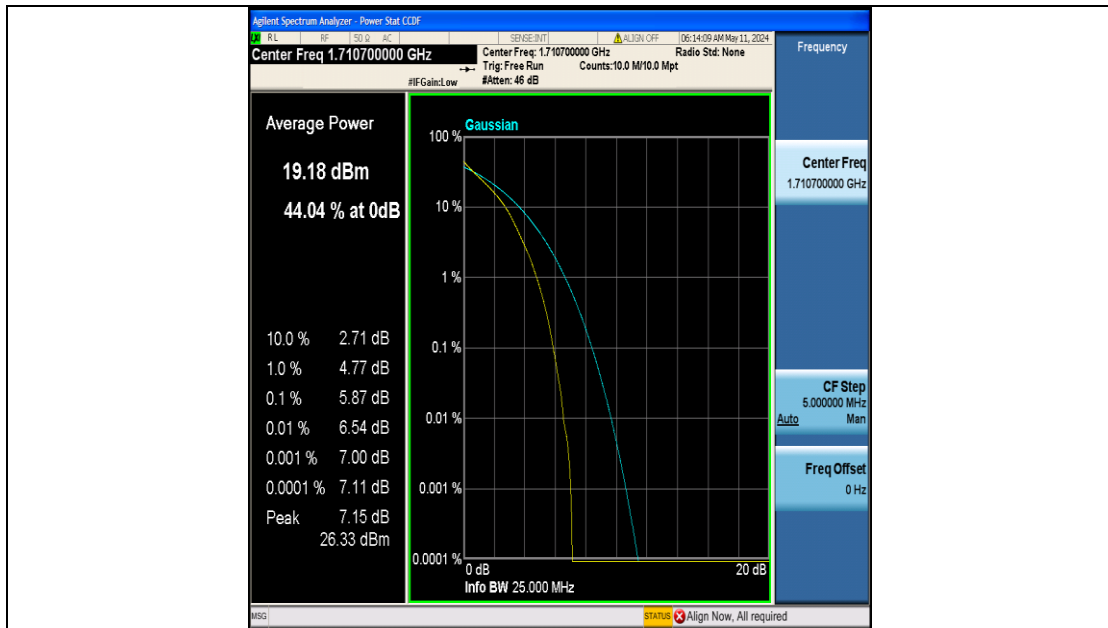 Agilent Spectrum Analyzer - Power Stat CCDF
LXI RL RF 50 Ω AC SENSE:INT ALIGN OFF 06:14:09 AM May 11, 2024
Center Freq 1.710700000 GHz
Center Freq: 1.710700000 GHz Radio Std: None
Trig: Free Run Counts:10.0 M/10.0 Mpt
#IFGain:Low #Atten: 46 dB
Frequency
Average Power
19.18 dBm
44.04 % at 0dB
10.0 % 2.71 dB
1.0 % 4.77 dB
0.1 % 5.87 dB
0.01 % 6.54 dB
0.001 % 7.00 dB
0.0001 % 7.11 dB
Peak 7.15 dB
26.33 dBm
Gaussian
100 %
10 %
1 %
0.1 %
0.01 %
0.001 %
0.0001 %
0 dB 20 dB
Info BW 25.000 MHz
Center Freq
1.710700000 GHz
CF Step
5.000000 MHz
Auto Man
Freq Offset
0 Hz
MSG STATUS Align Now, All required